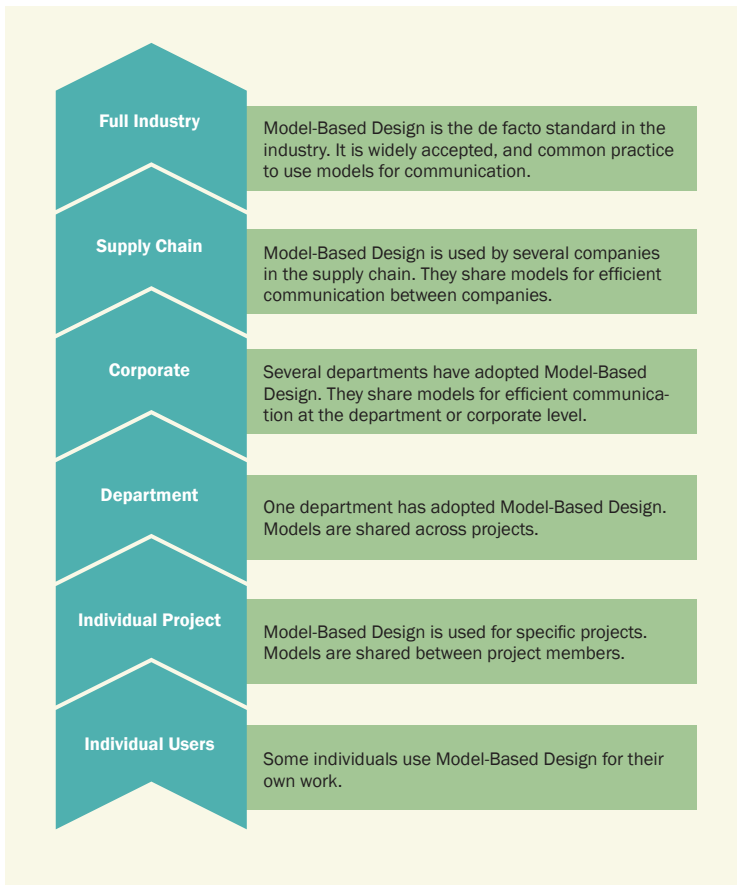 Full Industry
Model-Based Design is the de facto standard in the
industry. It is widely accepted, and common practice
to use models for communication.
Supply Chain
Model-Based Design is used by several companies
in the supply chain. They share models for efficient
communication between companies.
Corporate
Several departments have adopted Model-Based
Design. They share models for efficient communica-
tion at the department or corporate level.
Department
One department has adopted Model-Based Design.
Models are shared across projects.
Individual Project
Model-Based Design is used for specific projects.
Models are shared between project members.
Individual Users
Some individuals use Model-Based Design for their
own work.